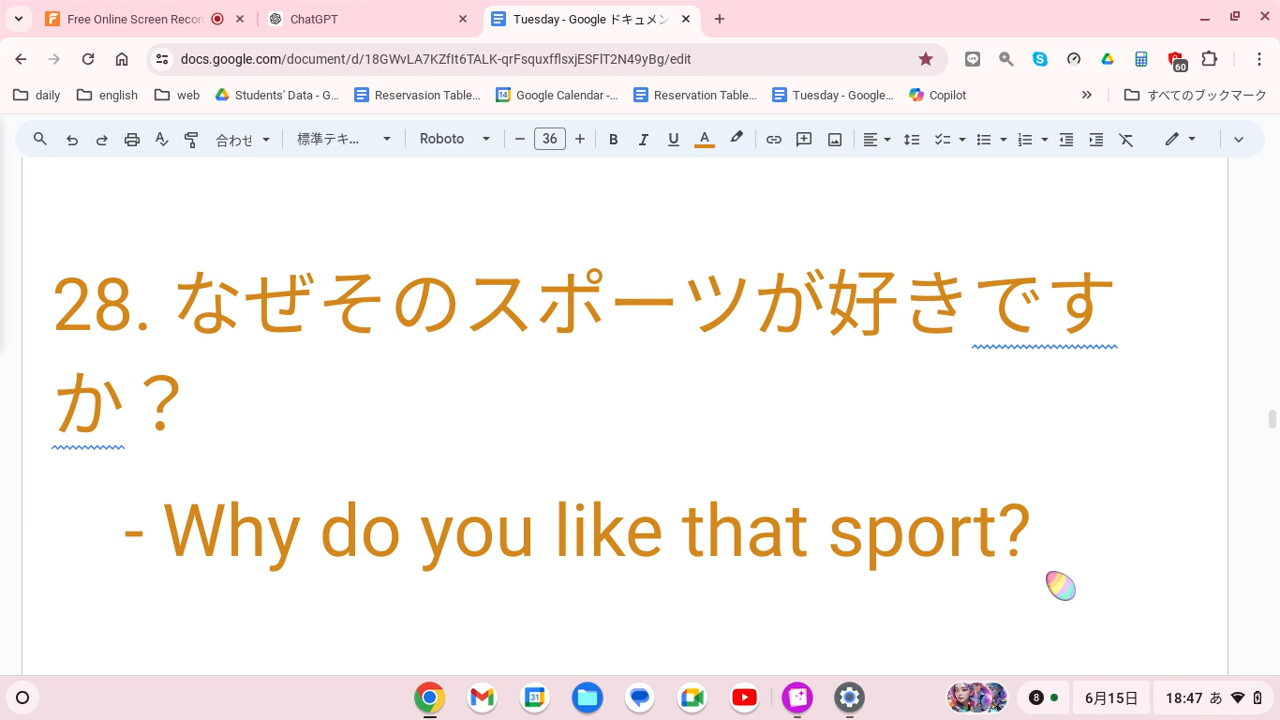 Free Online Screen Recor
ChatGPT
Tuesday - Google ドキュメン
docs.google.com/document/d/18GWvLA7KZfIt6TALK-qrFsquxfflsxjESFlT2N49yBg/edit
60
daily
english
web
Students' Data - G...
Reservasion Table...
Google Calendar -...
Reservation Table...
Tuesday - Google...
Copilot
すべてのブックマーク
合わせ
標準テキ...
Roboto
36
B I U A
28. なぜそのスポーツが好きです
か？
- Why do you like that sport?
31
8
6月15日
18:47 あ